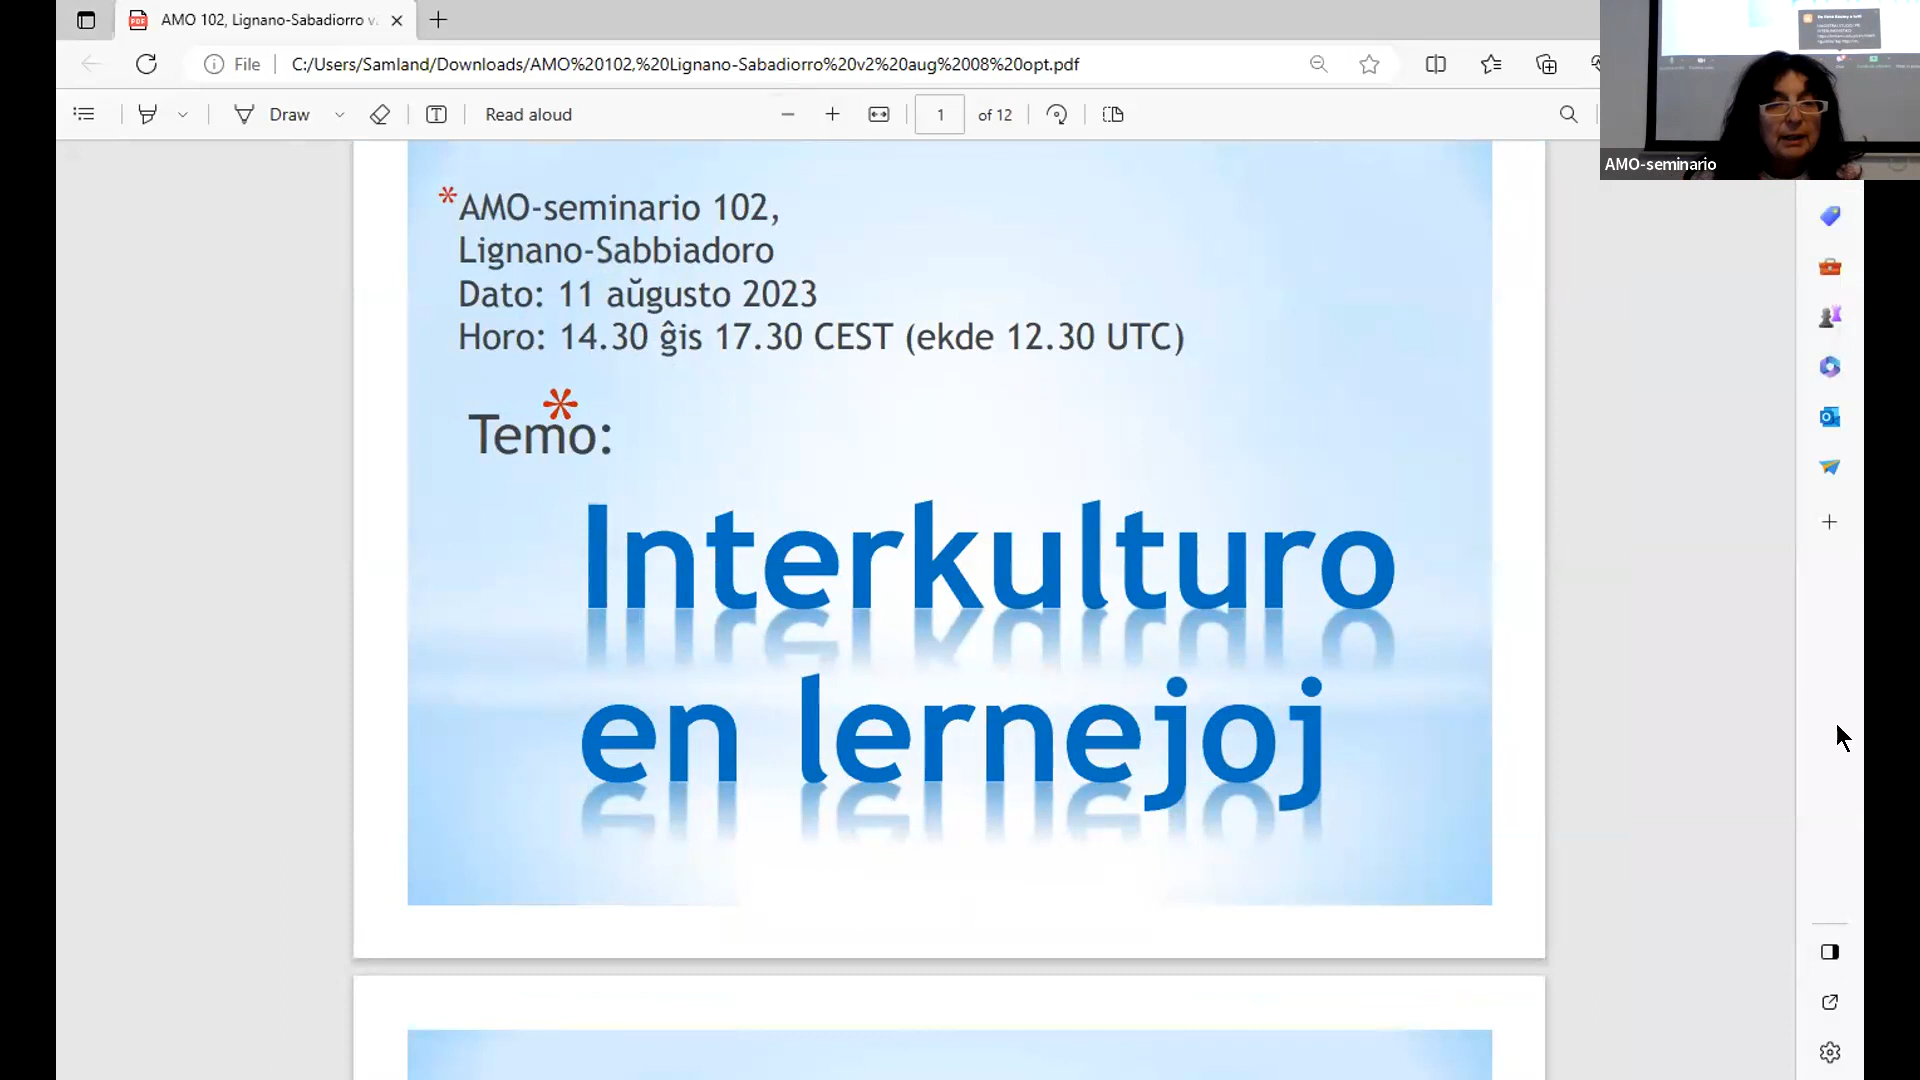 AMO 102, Lignano-Sabadiorro v
File
C:/Users/Samland/Downloads/AMO%20102,%20Lignano-Sabadiorro%20v2%20aug%2008%20opt.pdf
Draw
Read aloud
1
of 12
AMO-seminario
*AMO-seminario 102,
Lignano-Sabbiadoro
Dato: 11 aŭgusto 2023
Horo: 14.30 ĝis 17.30 CEST (ekde 12.30 UTC)
*
Temo:
Interkulturo
en lernejoj